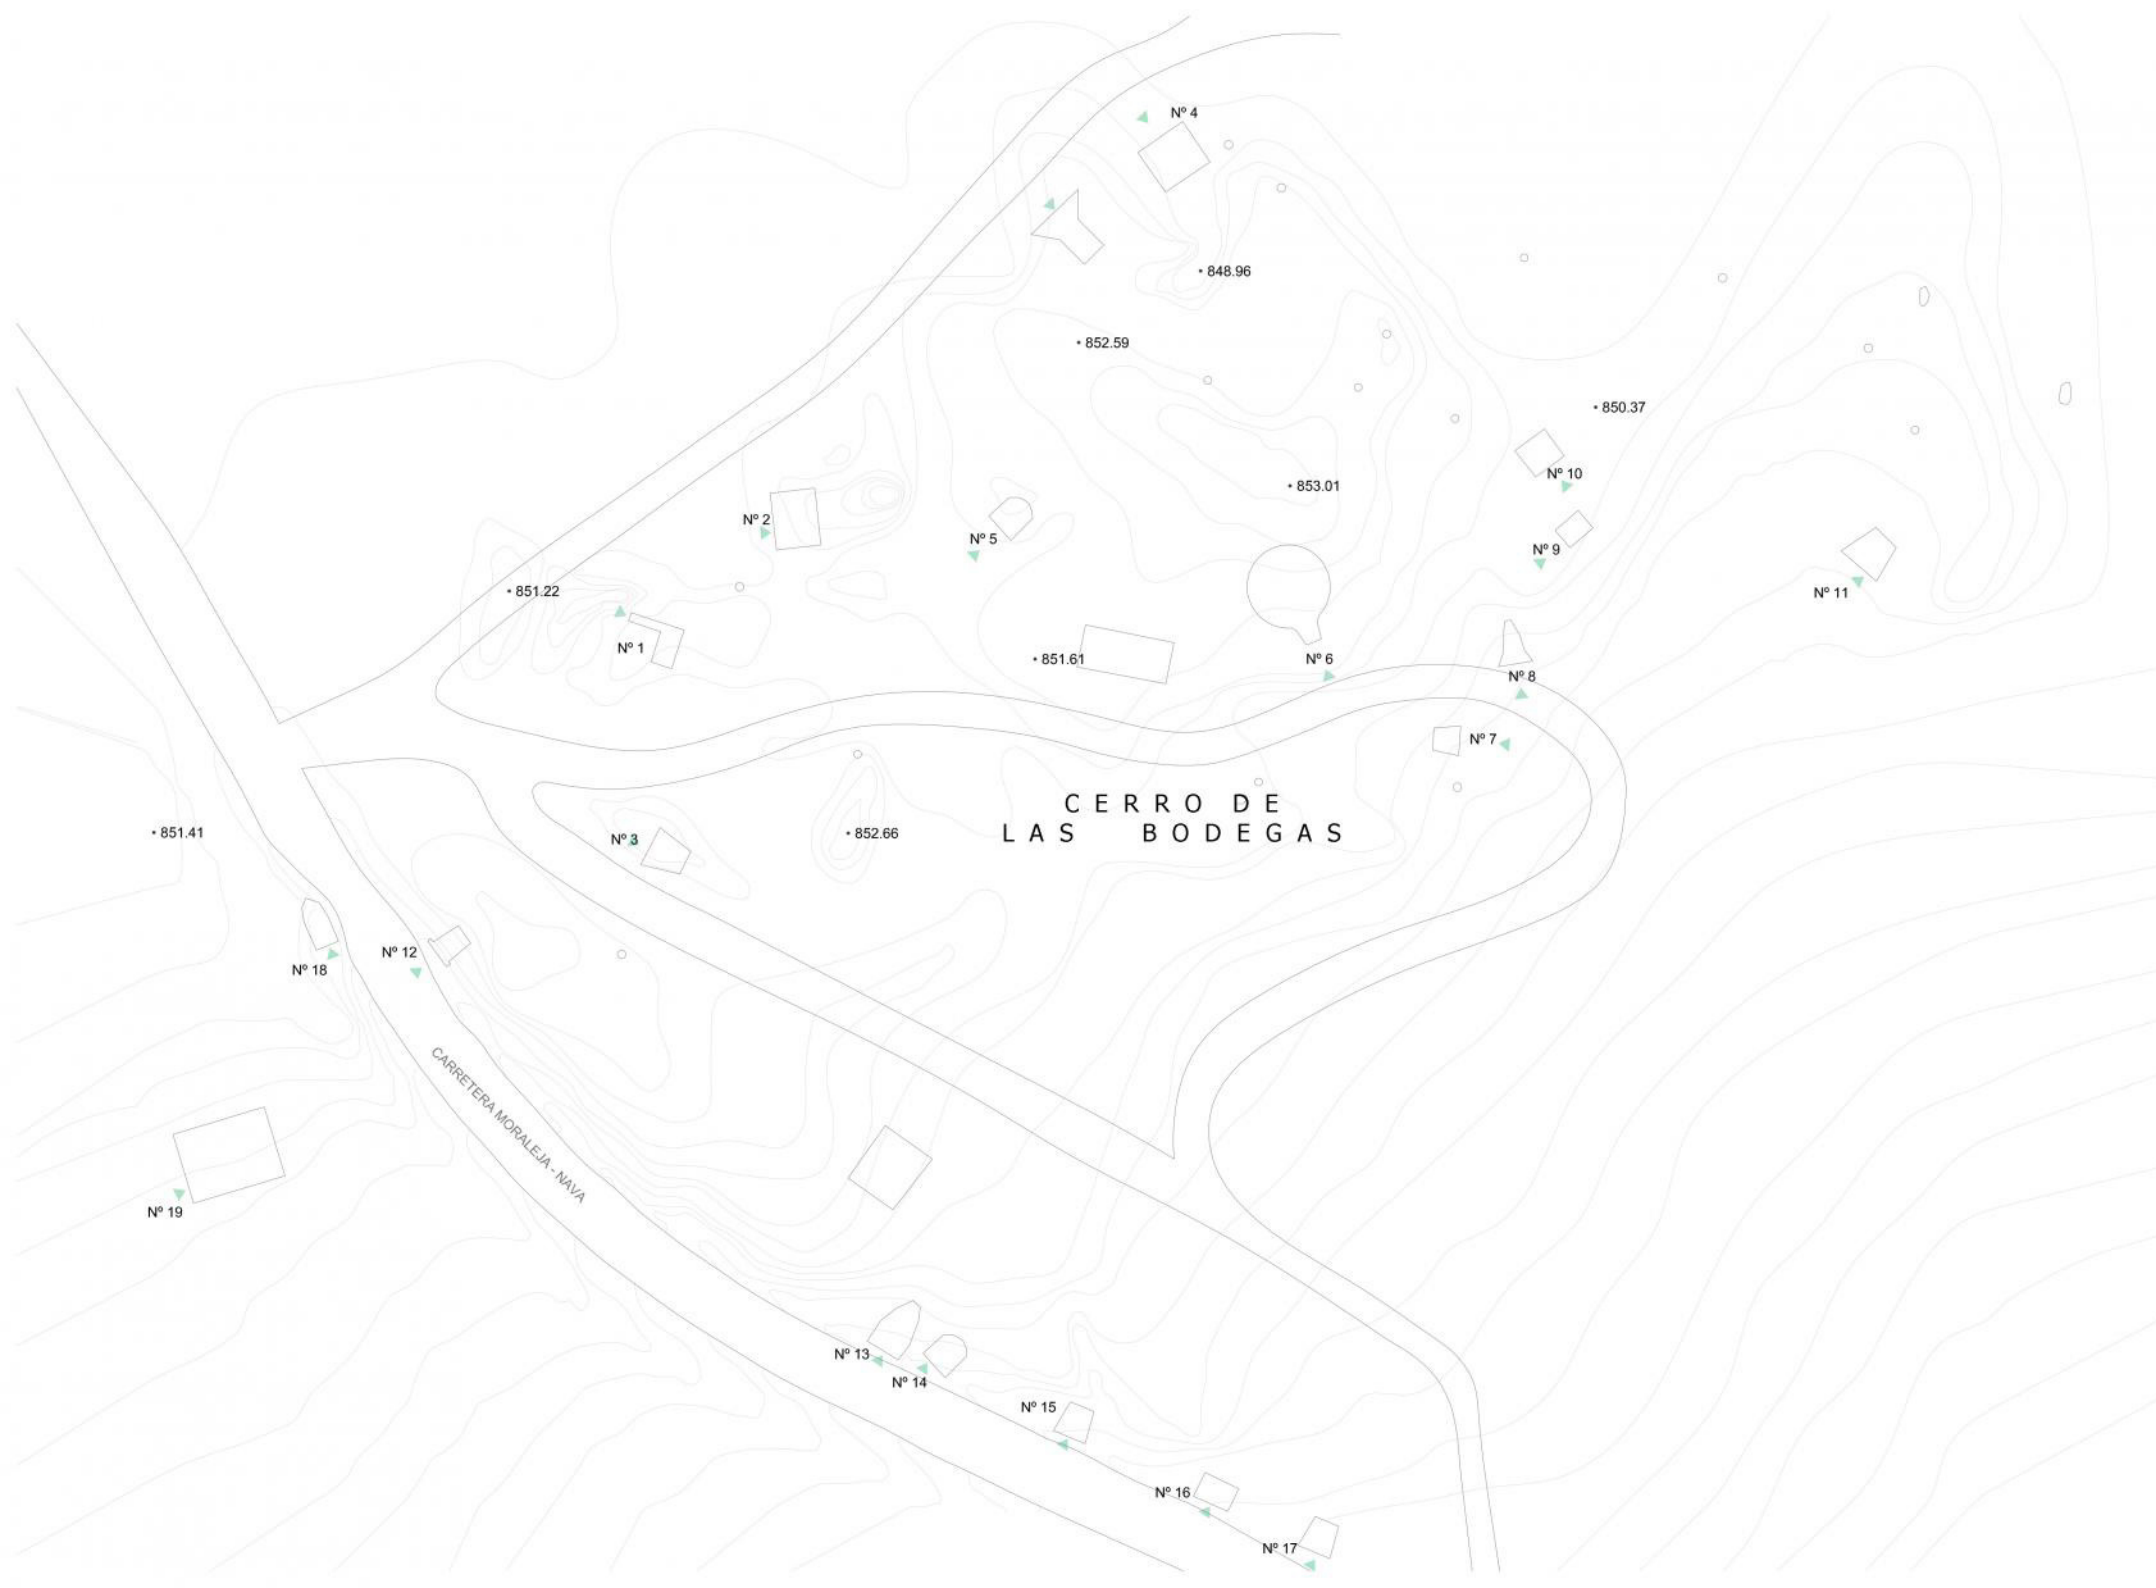 Nº 4
848.96
852.59
850.37
Nº 10
853.01
Nº 2
Nº 5
Nº 9
851.22
Nº 11
Nº 1
851.61
Nº 6
Nº 8
Nº 7
CERRO DE
LAS BODEGAS
851.41
Nº 3
852.66
Nº 12
Nº 18
CARRETERA MORALEJA - NAVA
Nº 19
Nº 13
Nº 14
Nº 15
Nº 16
Nº 17